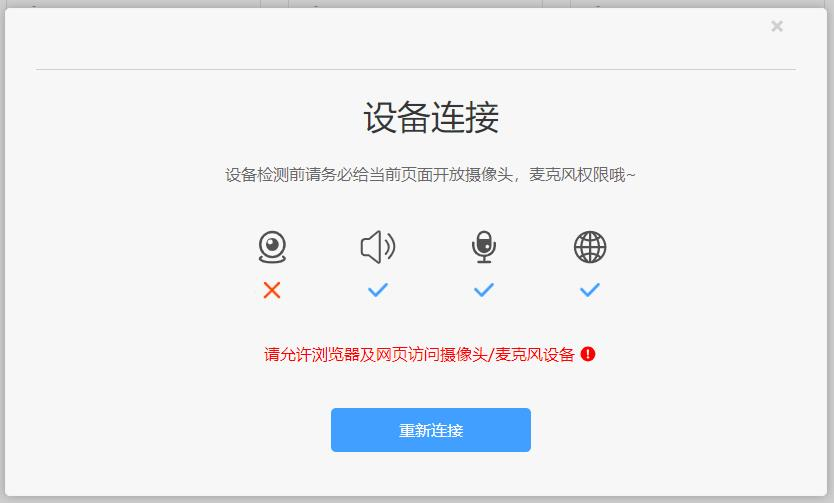 设备连接
设备检测前请务必给当前页面开放摄像头，麦克风权限哦~
请允许浏览器及网页访问摄像头/麦克风设备
重新连接